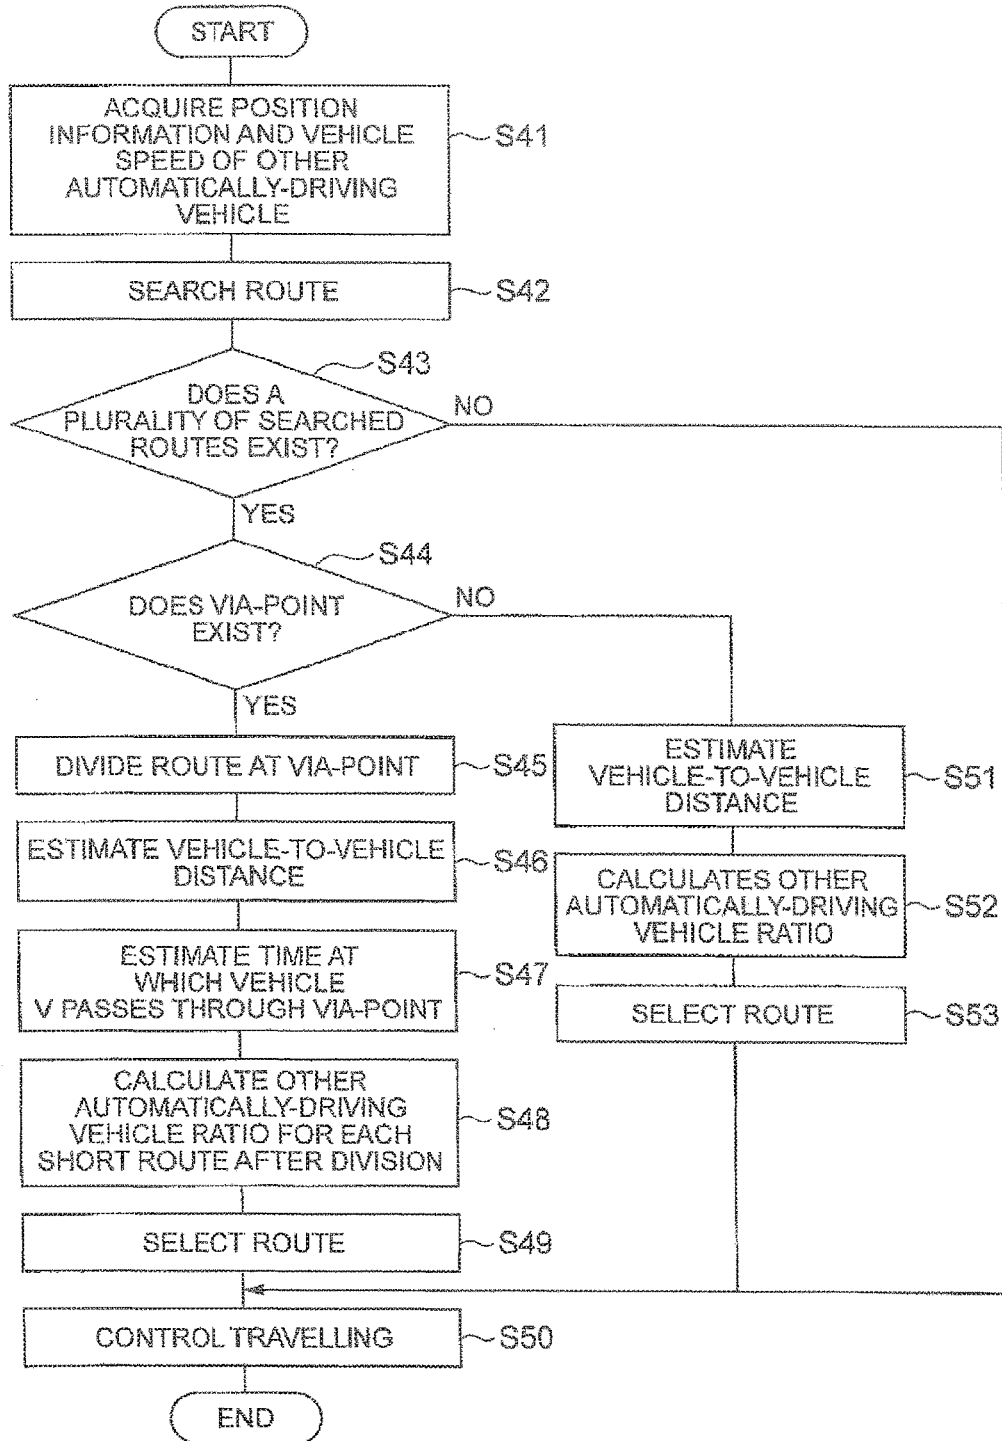 START
ACQUIRE POSITION
INFORMATION AND VEHICLE
SPEED OF OTHER
AUTOMATICALLY-DRIVING
VEHICLE
S41
SEARCH ROUTE
S42
S43
DOES A
PLURALITY OF SEARCHED
ROUTES EXIST?
NO
YES
S44
DOES VIA-POINT
EXIST?
NO
YES
DIVIDE ROUTE AT VIA-POINT
S45
ESTIMATE VEHICLE-TO-VEHICLE
DISTANCE
S46
ESTIMATE TIME AT
WHICH VEHICLE
V PASSES THROUGH VIA-POINT
S47
CALCULATE OTHER
AUTOMATICALLY-DRIVING
VEHICLE RATIO FOR EACH
SHORT ROUTE AFTER DIVISION
S48
SELECT ROUTE
S49
ESTIMATE
VEHICLE-TO-VEHICLE
DISTANCE
S51
CALCULATES OTHER
AUTOMATICALLY-DRIVING
VEHICLE RATIO
S52
SELECT ROUTE
S53
CONTROL TRAVELLING
S50
END